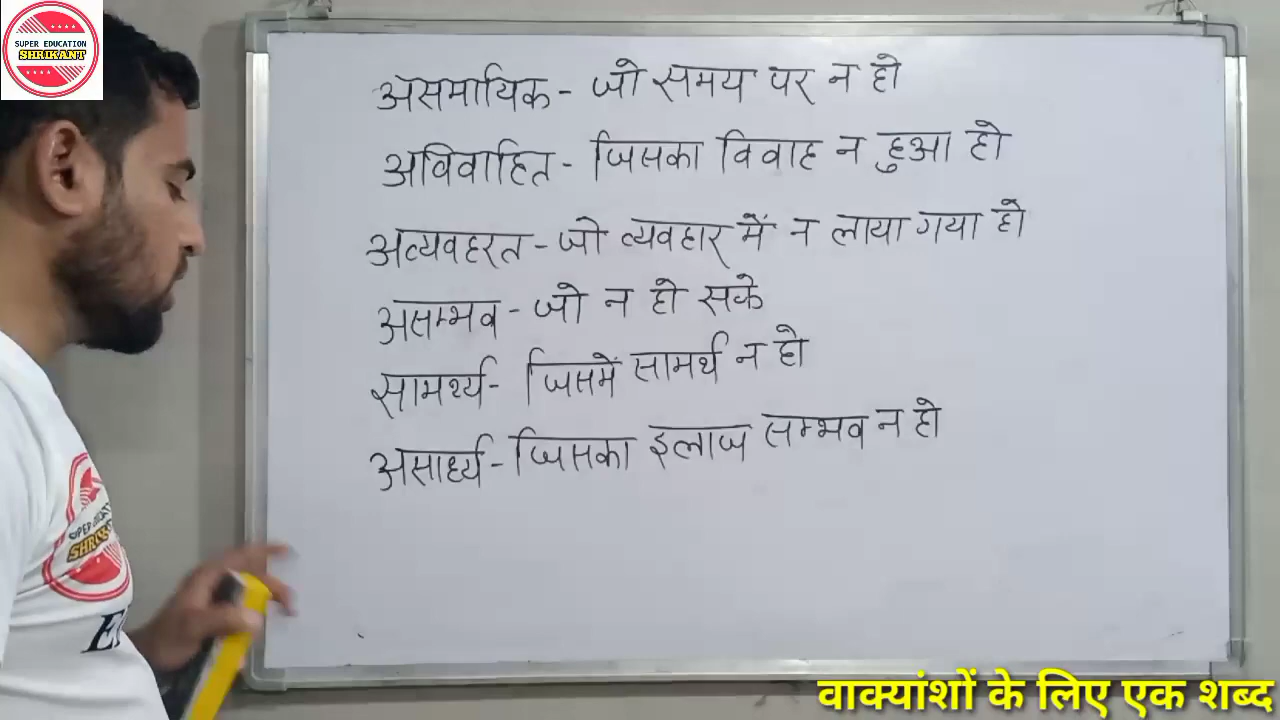 SUPER EDUCATION
SHRIKANT
असमायिक - जो समय पर न हो
अविवाहित - जिसका विवाह न हुआ हो
अव्यवहरत - जो व्यवहार में न लाया गया हो
असम्भव - जो न हो सके
सामर्थ्य - जिसमें सामर्थ न हो
असार्ध्य - जिसका इलाज सम्भव न हो
SHRIK
वाक्यांशों के लिए एक शब्द